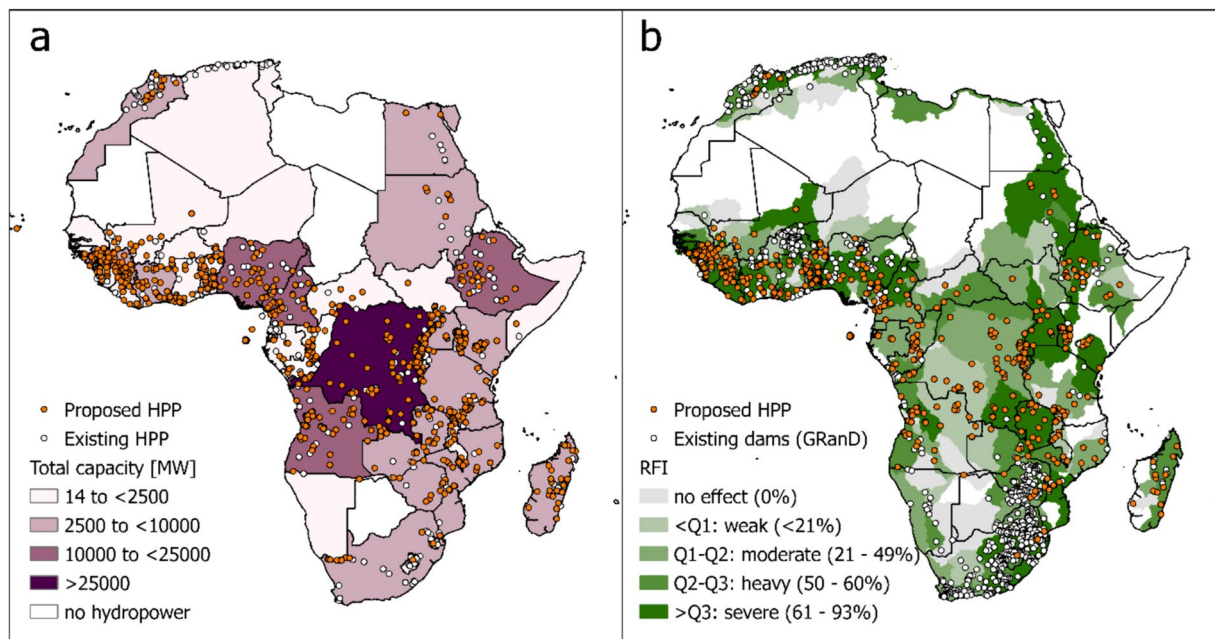 a
Proposed HPP
Existing HPP
Total capacity [MW]
14 to <2500
2500 to <10000
10000 to <25000
>25000
no hydropower
b
Proposed HPP
Existing dams (GRanD)
RFI
no effect (0%)
<Q1: weak (<21%)
Q1-Q2: moderate (21 - 49%)
Q2-Q3: heavy (50 - 60%)
>Q3: severe (61 - 93%)